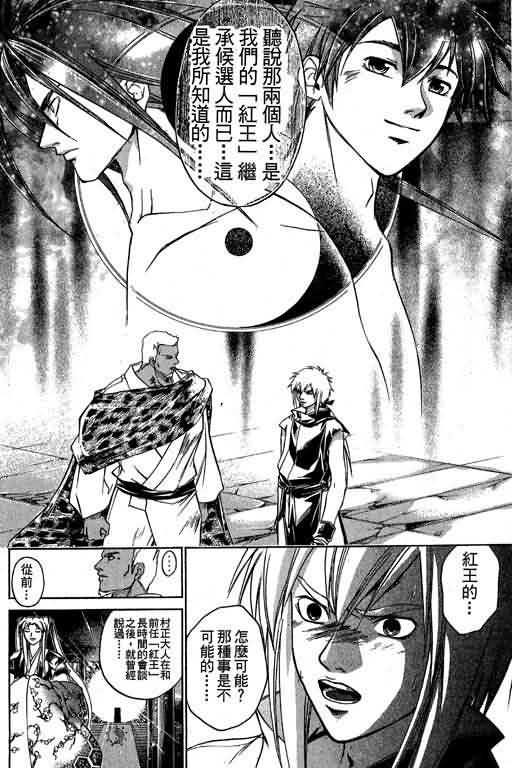 聽說那兩個人…是
我們的「紅王」繼
承候選人而已…這
是我所知道的……
紅王的…
怎麼可能？
那種事是不
可能的……
……
從前…
村正大人在和
前任「紅王」
長時間的會談
之後，就曾經
說過……